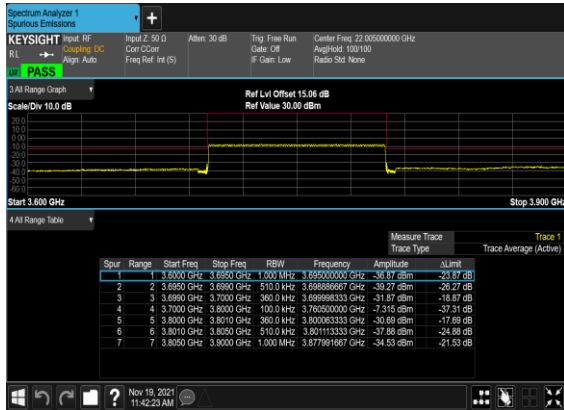 Spectrum Analyzer 1
Spurious Emissions
+
KEYSIGHT Input: RF Input Z: 50 Ω Atten: 30 dB Trig: Free Run Center Freq: 22.005000000 GHz
RL Coupling: DC Corr CCorr Gate: Off Avg|Hold: 100/100
Align: Auto Freq Ref: Int (S) IF Gain: Low Radio Std: None
LW PASS
3 All Range Graph Ref Lvl Offset 15.06 dB
Scale/Div 10.0 dB Ref Value 30.00 dBm
20.0
10.0
0.00
-10.0
-20.0
-30.0
-40.0
-50.0
-60.0
Start 3.600 GHz Stop 3.900 GHz
4 All Range Table
Measure Trace Trace 1
Trace Type Trace Average (Active)
Spur Range Start Freq Stop Freq RBW Frequency Amplitude ΔLimit
1 1 3.6000 GHz 3.6950 GHz 1.000 MHz 3.695000000 GHz -36.87 dBm -23.87 dB
2 2 3.6950 GHz 3.6990 GHz 510.0 kHz 3.698886667 GHz -39.27 dBm -26.27 dB
3 3 3.6990 GHz 3.7000 GHz 360.0 kHz 3.699998333 GHz -31.87 dBm -18.87 dB
4 4 3.7000 GHz 3.8000 GHz 100.0 kHz 3.760500000 GHz -7.315 dBm -37.31 dB
5 5 3.8000 GHz 3.8010 GHz 360.0 kHz 3.800063333 GHz -30.69 dBm -17.69 dB
6 6 3.8010 GHz 3.8050 GHz 510.0 kHz 3.801113333 GHz -37.88 dBm -24.88 dB
7 7 3.8050 GHz 3.9000 GHz 1.000 MHz 3.877991667 GHz -34.53 dBm -21.53 dB
? Nov 19, 2021
11:42:23 AM